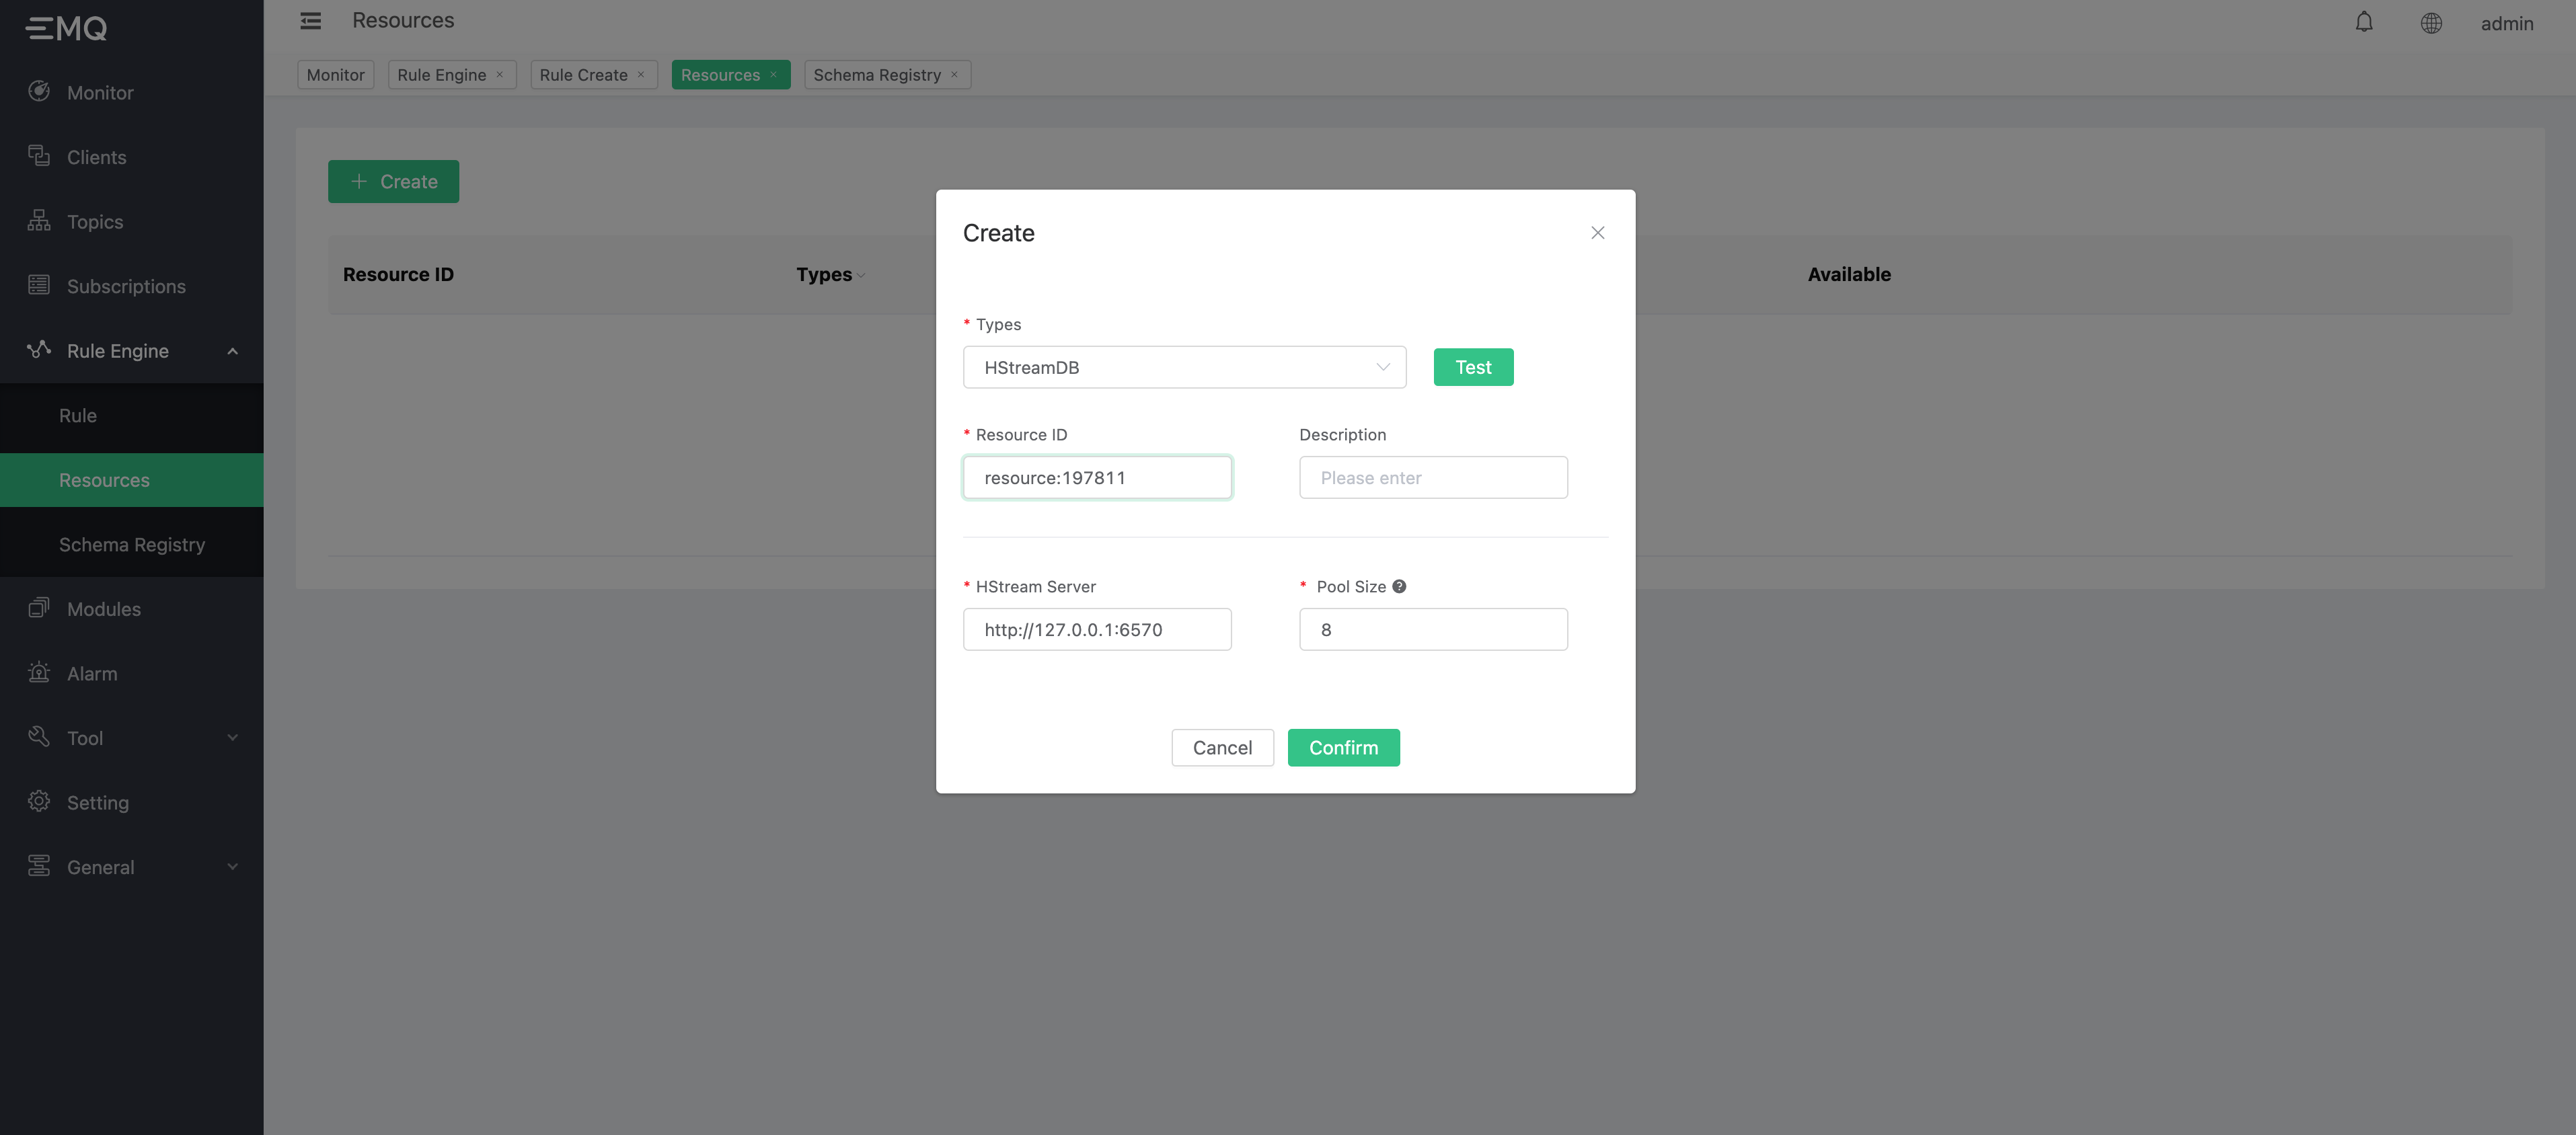 EMQ
Monitor
Clients
Topics
Subscriptions
Rule Engine
Rule
Resources
Schema Registry
Modules
Alarm
Tool
Setting
General
Resources
admin
Monitor
Rule Engine ×
Rule Create ×
Resources ×
Schema Registry ×
+ Create
Resource ID
Types
Available
Create
* Types
HStreamDB
Test
* Resource ID
Description
resource:197811
Please enter
* HStream Server
* Pool Size ?
http://127.0.0.1:6570
8
Cancel
Confirm